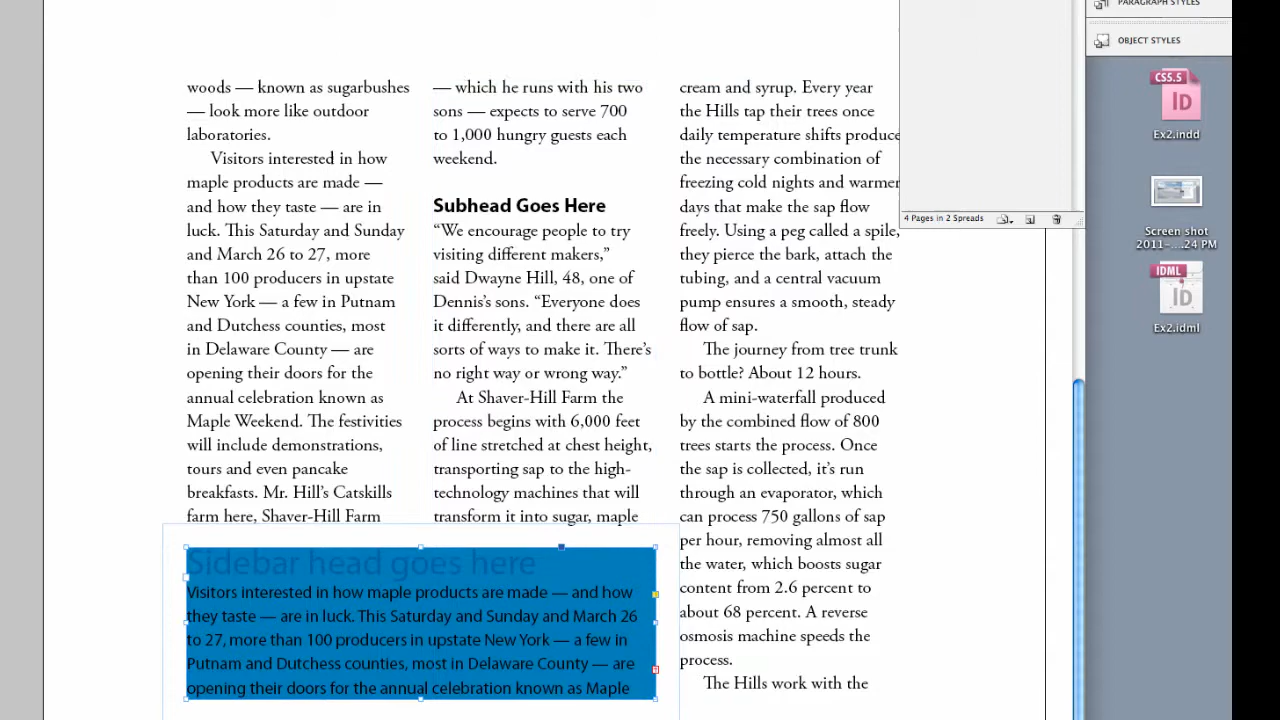 PARAGRAPH STYLES
OBJECT STYLES
woods — known as sugarbushes
— look more like outdoor
laboratories.
Visitors interested in how
maple products are made —
and how they taste — are in
luck. This Saturday and Sunday
and March 26 to 27, more
than 100 producers in upstate
New York — a few in Putnam
and Dutchess counties, most
in Delaware County — are
opening their doors for the
annual celebration known as
Maple Weekend. The festivities
will include demonstrations,
tours and even pancake
breakfasts. Mr. Hill’s Catskills
farm here, Shaver-Hill Farm
— which he runs with his two
sons — expects to serve 700
to 1,000 hungry guests each
weekend.
Subhead Goes Here
“We encourage people to try
visiting different makers,”
said Dwayne Hill, 48, one of
Dennis’s sons. “Everyone does
it differently, and there are all
sorts of ways to make it. There’s
no right way or wrong way.”
At Shaver-Hill Farm the
process begins with 6,000 feet
of line stretched at chest height,
transporting sap to the high-
technology machines that will
transform it into sugar, maple
cream and syrup. Every year
the Hills tap their trees once
daily temperature shifts produce
the necessary combination of
freezing cold nights and warmer
days that make the sap flow
freely. Using a peg called a spile,
they pierce the bark, attach the
tubing, and a central vacuum
pump ensures a smooth, steady
flow of sap.
The journey from tree trunk
to bottle? About 12 hours.
A mini-waterfall produced
by the combined flow of 800
trees starts the process. Once
the sap is collected, it’s run
through an evaporator, which
can process 750 gallons of sap
per hour, removing almost all
the water, which boosts sugar
content from 2.6 percent to
about 68 percent. A reverse
osmosis machine speeds the
process.
The Hills work with the
Sidebar head goes here
Visitors interested in how maple products are made — and how
they taste — are in luck. This Saturday and Sunday and March 26
to 27, more than 100 producers in upstate New York — a few in
Putnam and Dutchess counties, most in Delaware County — are
opening their doors for the annual celebration known as Maple
4 Pages in 2 Spreads
CS5.5
ID
Ex2.indd
Screen shot
2011-....24 PM
IDML
ID
Ex2.idml